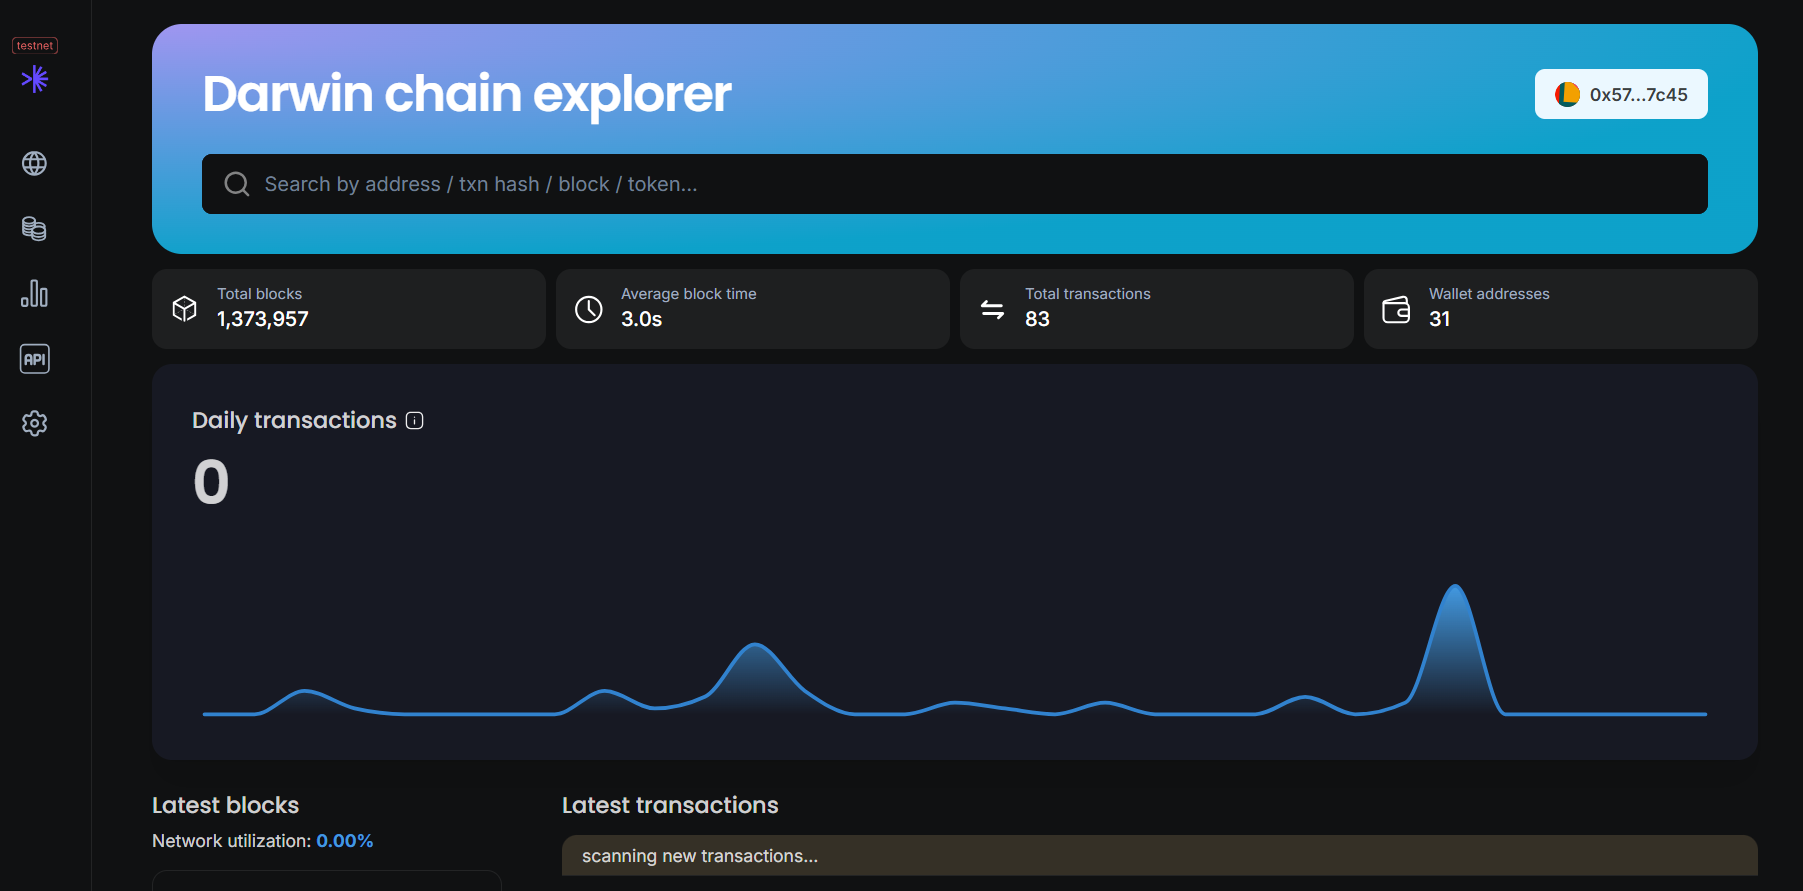 testnet
Darwin chain explorer
0x57...7c45
Search by address / txn hash / block / token...
Total blocks
1,373,957
Average block time
3.0s
Total transactions
83
Wallet addresses
31
API
Daily transactions
0
Latest blocks
Network utilization: 0.00%
Latest transactions
scanning new transactions...